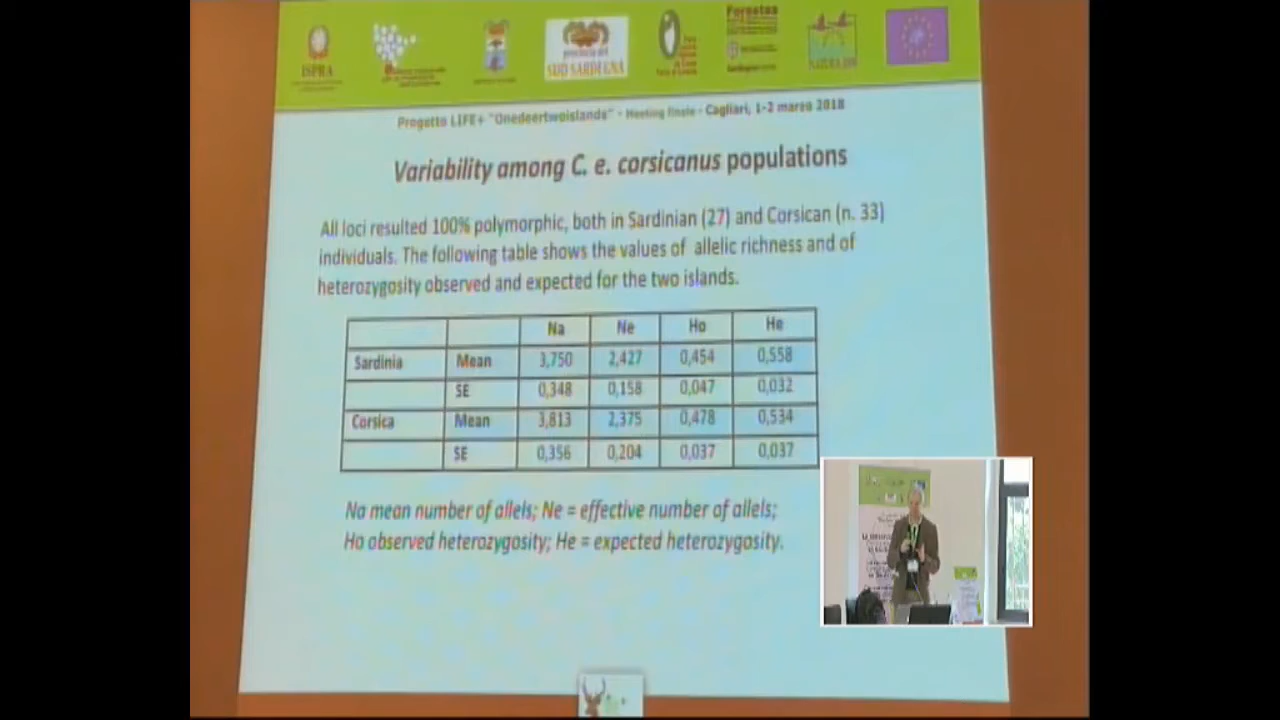 ISPRA
SUD SARDEGNA
Forestas
Progetto LIFE+ "Onedeertwoislands" - Meeting finale - Cagliari, 1-2 marzo 2018
Variability among C. e. corsicanus populations
All loci resulted 100% polymorphic, both in Sardinian (27) and Corsican (n. 33)
individuals. The following table shows the values of allelic richness and of
heterozygosity observed and expected for the two islands.
Na Ne Ho He
Sardinia Mean 3,750 2,427 0,454 0,558
SE 0,348 0,158 0,047 0,032
Corsica Mean 3,813 2,375 0,478 0,534
SE 0,356 0,204 0,037 0,037
Na mean number of allels; Ne = effective number of allels;
Ho observed heterozygosity; He = expected heterozygosity.